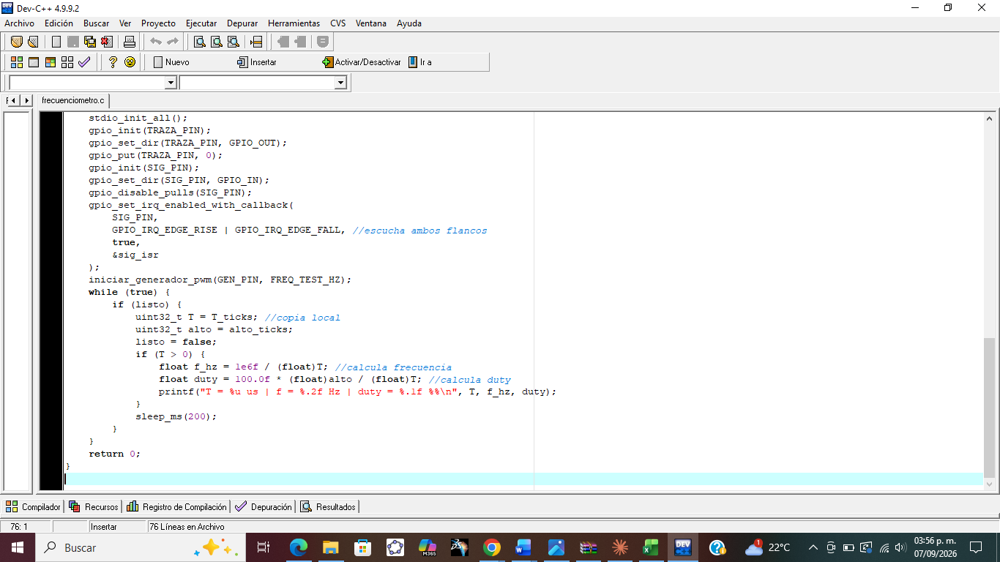 Dev-C++ 4.9.9.2
Archivo Edición Buscar Ver Proyecto Ejecutar Depurar Herramientas CVS Ventana Ayuda
Nuevo Insertar Activar/Desactivar Ir a
frecuenciometro.c
stdio_init_all();
gpio_init(TRAZA_PIN);
gpio_set_dir(TRAZA_PIN, GPIO_OUT);
gpio_put(TRAZA_PIN, 0);
gpio_init(SIG_PIN);
gpio_set_dir(SIG_PIN, GPIO_IN);
gpio_disable_pulls(SIG_PIN);
gpio_set_irq_enabled_with_callback(
SIG_PIN,
GPIO_IRQ_EDGE_RISE | GPIO_IRQ_EDGE_FALL, //escucha ambos flancos
true,
&sig_isr
);
iniciar_generador_pwm(GEN_PIN, FREQ_TEST_HZ);
while (true) {
if (listo) {
uint32_t T = T_ticks; //copia local
uint32_t alto = alto_ticks;
listo = false;
if (T > 0) {
float f_hz = 1e6f / (float)T; //calcula frecuencia
float duty = 100.0f * (float)alto / (float)T; //calcula duty
printf("T = %u us | f = %.2f Hz | duty = %.1f %%\n", T, f_hz, duty);
}
sleep_ms(200);
}
}
return 0;
}
Compilador Recursos Registro de Compilación Depuración Resultados
76: 1 Insertar 76 Líneas en Archivo
Buscar M365 DEV 1 22°C 03:56 p. m.
07/09/2026